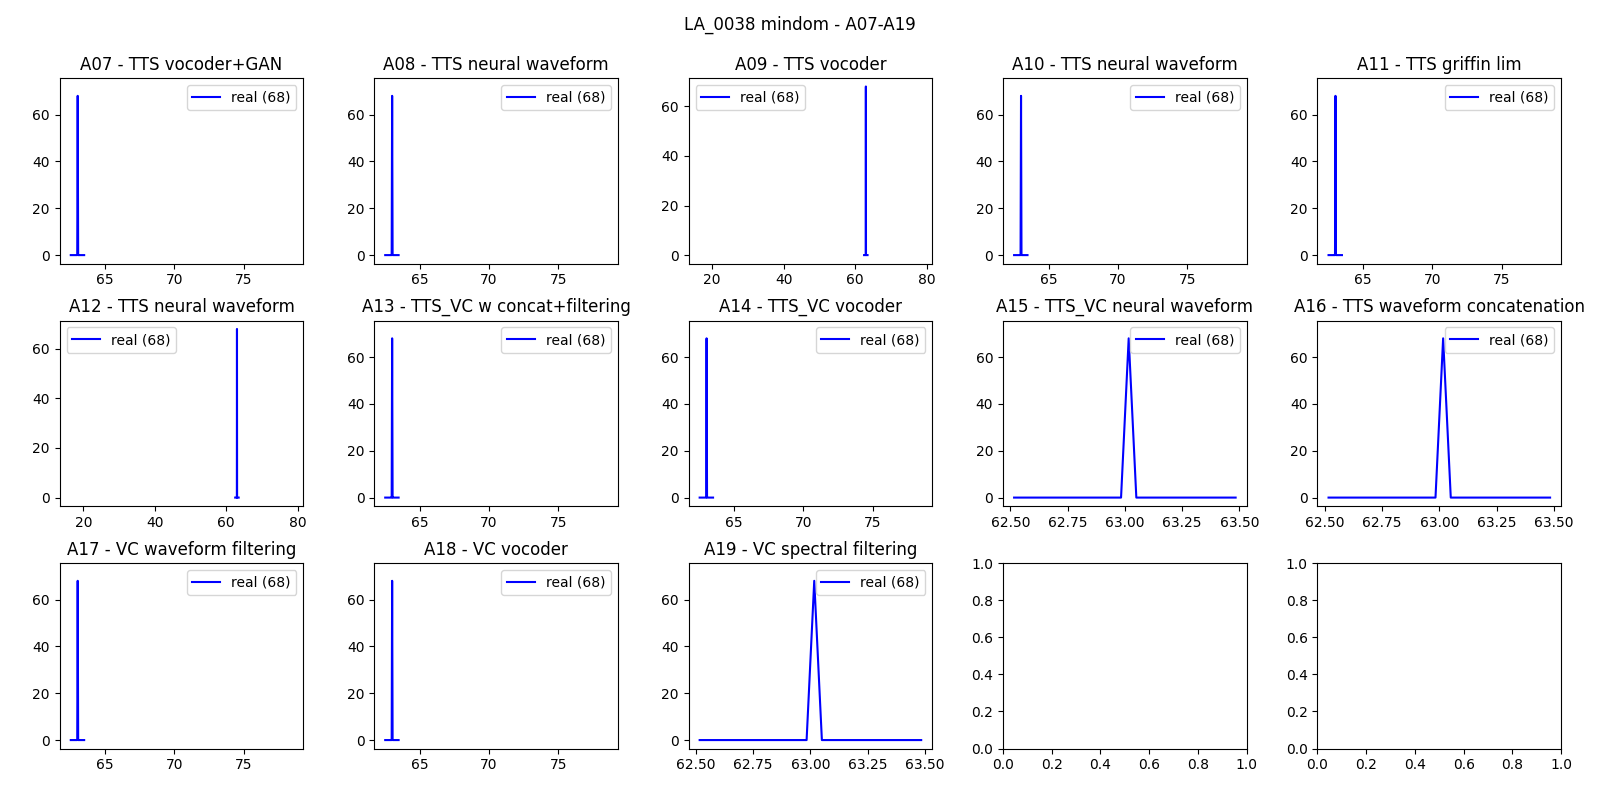 LA_0038 mindom - A07-A19
A07 - TTS vocoder+GAN
A08 - TTS neural waveform
A09 - TTS vocoder
A10 - TTS neural waveform
A11 - TTS griffin lim
real (68)
real (68)
real (68)
real (68)
real (68)
60
40
20
0
65 70 75
60
40
20
0
65 70 75
60
40
20
0
20 40 60 80
60
40
20
0
65 70 75
60
40
20
0
65 70 75
A12 - TTS neural waveform
A13 - TTS_VC w concat+filtering
A14 - TTS_VC vocoder
A15 - TTS_VC neural waveform
A16 - TTS waveform concatenation
real (68)
real (68)
real (68)
real (68)
real (68)
60
40
20
0
20 40 60 80
60
40
20
0
65 70 75
60
40
20
0
65 70 75
60
40
20
0
62.50 62.75 63.00 63.25 63.50
60
40
20
0
62.50 62.75 63.00 63.25 63.50
A17 - VC waveform filtering
A18 - VC vocoder
A19 - VC spectral filtering
real (68)
real (68)
real (68)
60
40
20
0
65 70 75
60
40
20
0
65 70 75
60
40
20
0
62.50 62.75 63.00 63.25 63.50
1.0
0.8
0.6
0.4
0.2
0.0
0.0 0.2 0.4 0.6 0.8 1.0
1.0
0.8
0.6
0.4
0.2
0.0
0.0 0.2 0.4 0.6 0.8 1.0